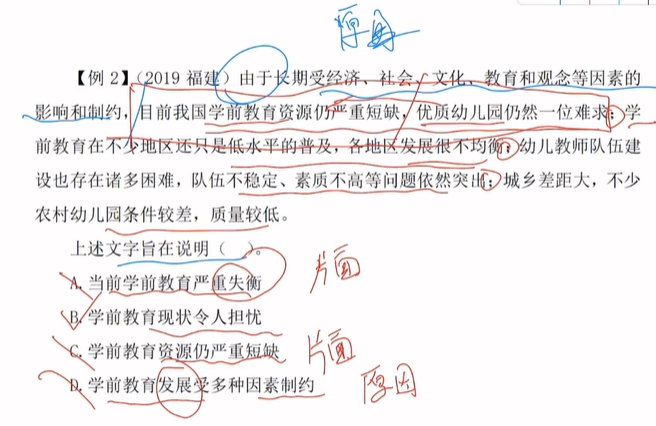 原因
【例 2】（2019 福建）由于长期受经济、社会、文化、教育和观念等因素的
影响和制约，目前我国学前教育资源仍严重短缺，优质幼儿园仍然一位难求；学
前教育在不少地区还只是低水平的普及，各地区发展很不均衡；幼儿教师队伍建
设也存在诸多困难，队伍不稳定、素质不高等问题依然突出；城乡差距大，不少
农村幼儿园条件较差，质量较低。
上述文字旨在说明（ ）。
A. 当前学前教育严重失衡 片面
B. 学前教育现状令人担忧
C. 学前教育资源仍严重短缺 片面
D. 学前教育发展受多种因素制约 原因